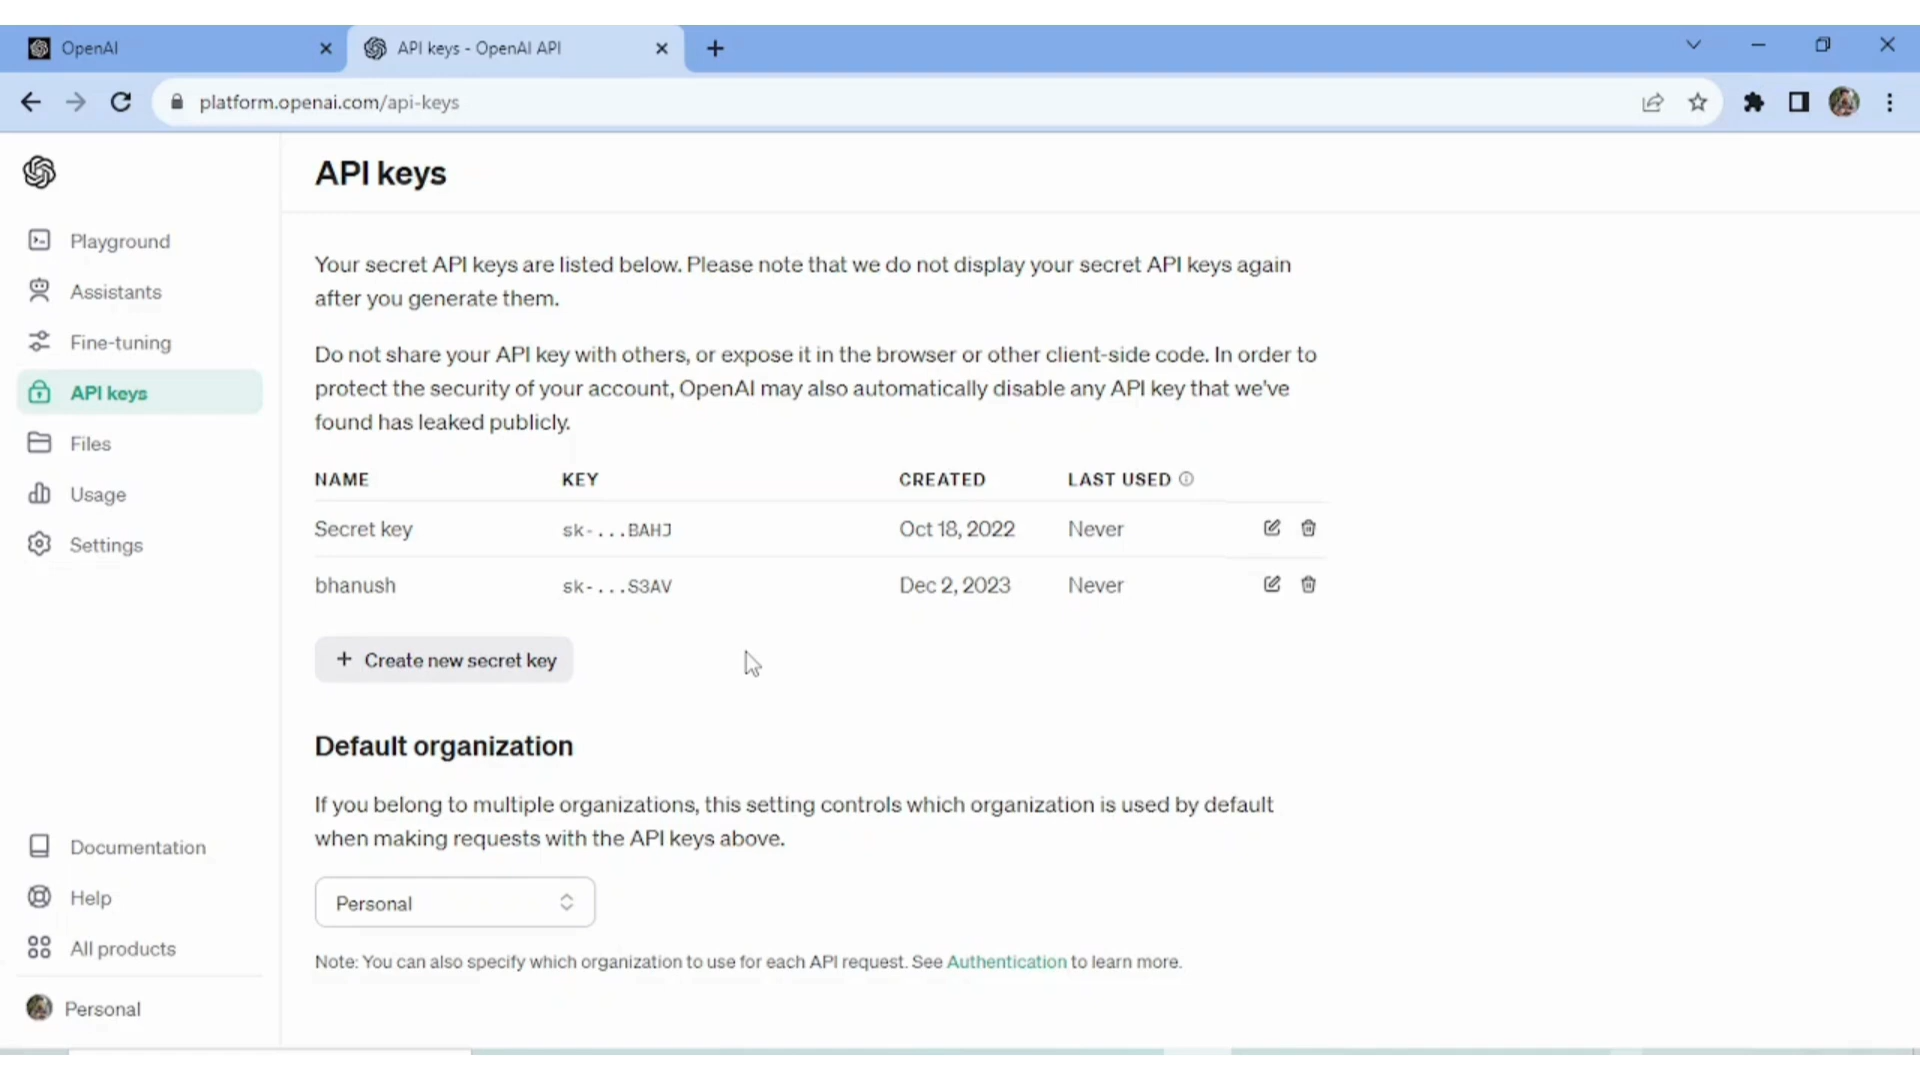 OpenAI
API keys - OpenAI API
platform.openai.com/api-keys
API keys
Playground
Assistants
Fine-tuning
API keys
Files
Usage
Settings
Your secret API keys are listed below. Please note that we do not display your secret API keys again
after you generate them.
Do not share your API key with others, or expose it in the browser or other client-side code. In order to
protect the security of your account, OpenAI may also automatically disable any API key that we've
found has leaked publicly.
NAME KEY CREATED LAST USED
Secret key sk-...BAHJ Oct 18, 2022 Never
bhanush sk-...S3AV Dec 2, 2023 Never
+ Create new secret key
Default organization
If you belong to multiple organizations, this setting controls which organization is used by default
when making requests with the API keys above.
Personal
Note: You can also specify which organization to use for each API request. See Authentication to learn more.
Documentation
Help
All products
Personal